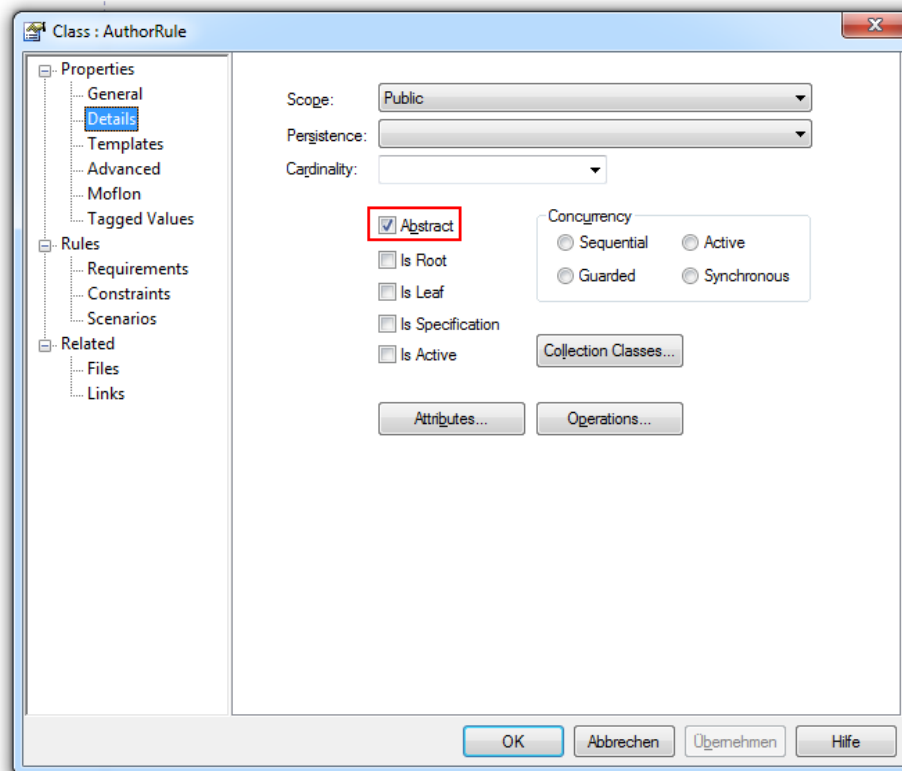 Class : AuthorRule
Properties
General
Details
Templates
Advanced
Moflon
Tagged Values
Rules
Requirements
Constraints
Scenarios
Related
Files
Links
Scope: Public
Persistence:
Cardinality:
Abstract
Is Root
Is Leaf
Is Specification
Is Active
Concurrency
Sequential Active
Guarded Synchronous
Collection Classes...
Attributes... Operations...
OK Abbrechen Übernehmen Hilfe